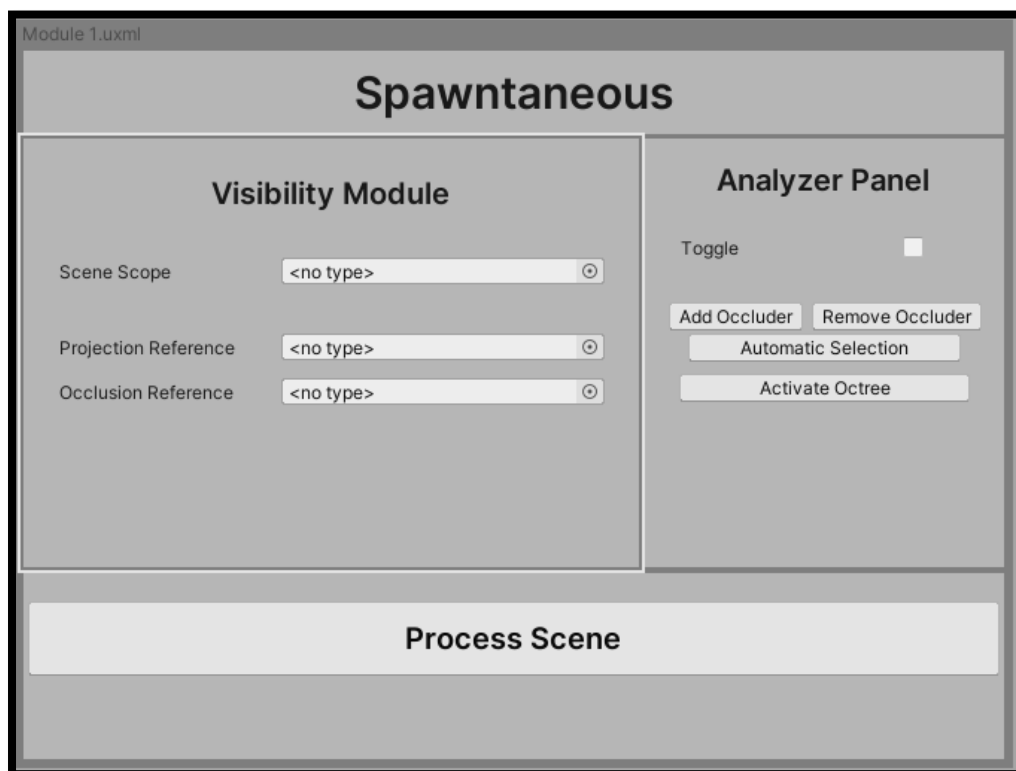 Module 1.uxml
Spawntaneous
Visibility Module
Scene Scope <no type>
Projection Reference <no type>
Occlusion Reference <no type>
Analyzer Panel
Toggle
Add Occluder Remove Occluder
Automatic Selection
Activate Octree
Process Scene